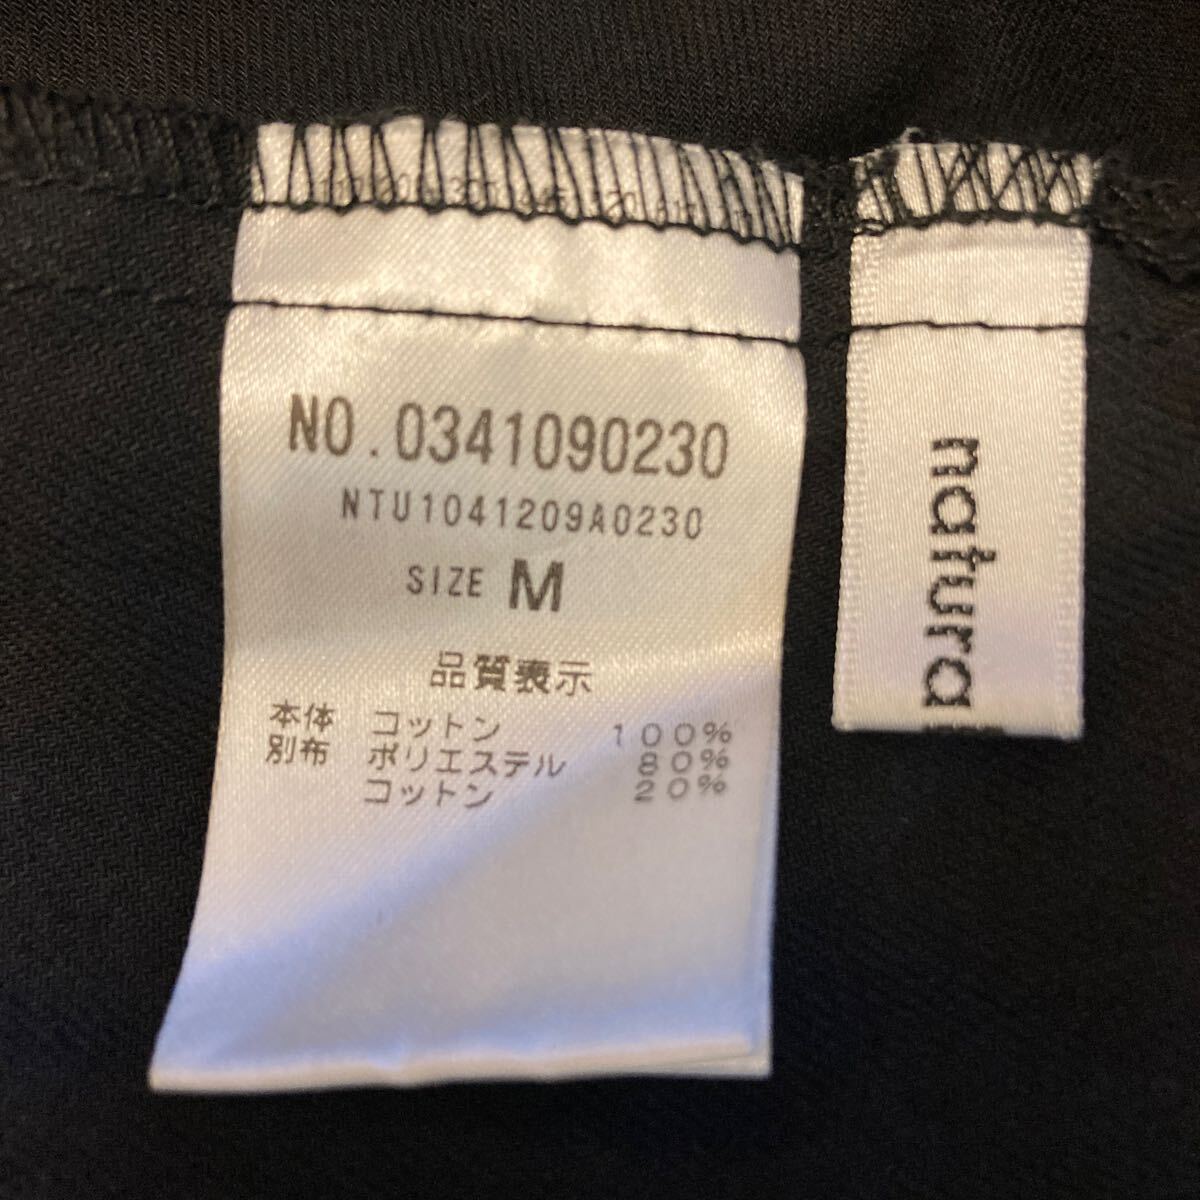 NO.0341090230
NTU1041209A0230
SIZE M
品質表示
本体 コットン 100%
別布 ポリエステル 80%
コットン 20%
natura